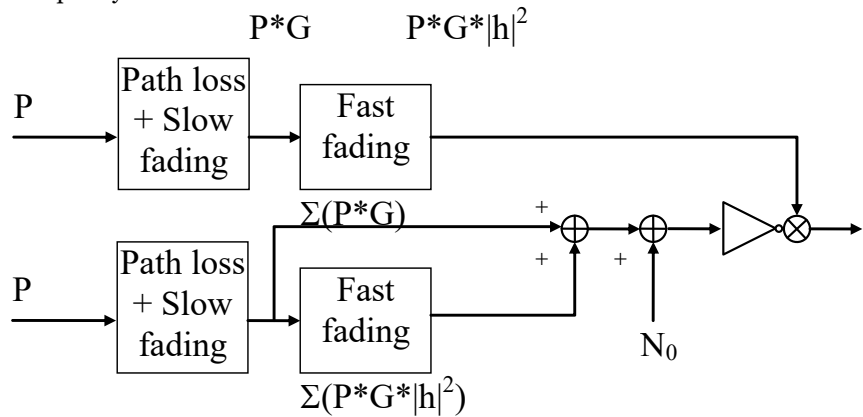 P*G P*G*|h|²
P
Path loss
+ Slow
fading
Fast
fading
Σ(P*G)
+
+
+
P
Path loss
+ Slow
fading
Fast
fading
N₀
Σ(P*G*|h|²)